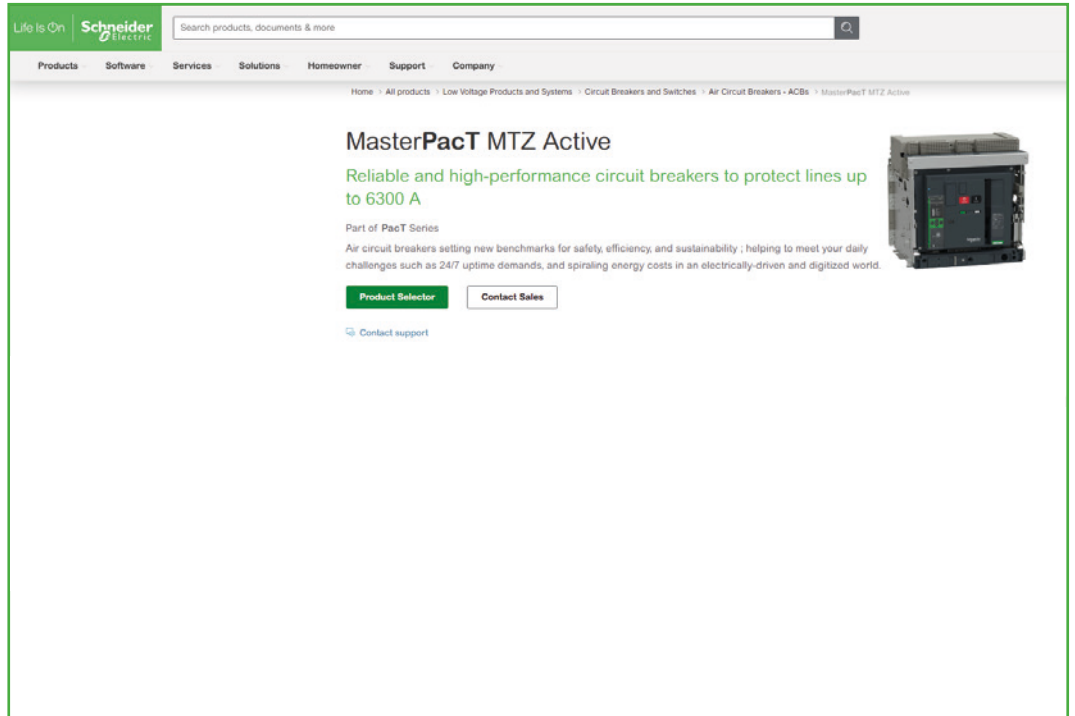 Life Is On | Schneider Electric
Search products, documents & more
Products Software Services Solutions Homeowner Support Company
Home > All products > Low Voltage Products and Systems > Circuit Breakers and Switches > Air Circuit Breakers - ACBs > MasterPacT MTZ Active
MasterPacT MTZ Active
Reliable and high-performance circuit breakers to protect lines up
to 6300 A
Part of PacT Series
Air circuit breakers setting new benchmarks for safety, efficiency, and sustainability ; helping to meet your daily
challenges such as 24/7 uptime demands, and spiraling energy costs in an electrically-driven and digitized world.
Product Selector Contact Sales
Contact support